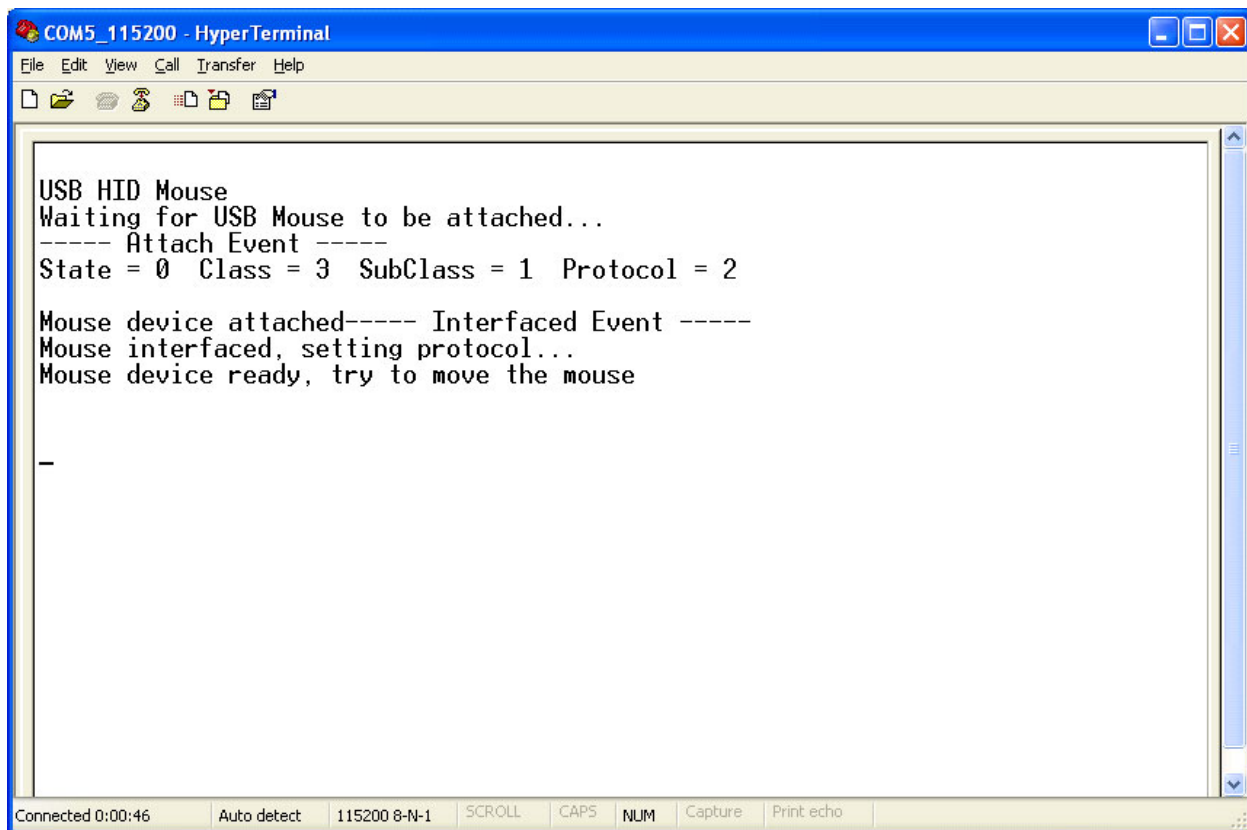 COM5_115200 - HyperTerminal
File Edit View Call Transfer Help
USB HID Mouse
Waiting for USB Mouse to be attached...
----- Attach Event -----
State = 0  Class = 3  SubClass = 1  Protocol = 2
Mouse device attached----- Interfaced Event -----
Mouse interfaced, setting protocol...
Mouse device ready, try to move the mouse
_
Connected 0:00:46 Auto detect 115200 8-N-1 SCROLL CAPS NUM Capture Print echo